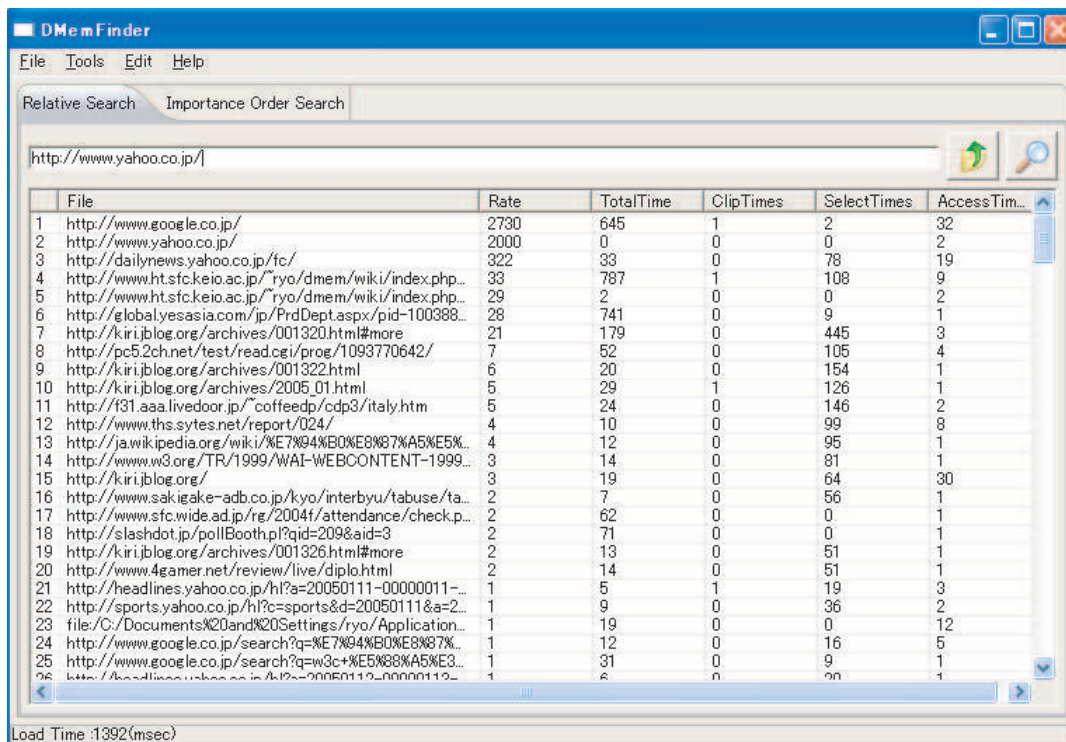 DMemFinder
File Tools Edit Help
Relative Search Importance Order Search
http://www.yahoo.co.jp/
File Rate TotalTime ClipTimes SelectTimes AccessTim...
1 http://www.google.co.jp/ 2730 645 1 2 32
2 http://www.yahoo.co.jp/ 2000 0 0 0 2
3 http://dailynews.yahoo.co.jp/fc/ 322 33 0 78 19
4 http://www.ht.sfc.keio.ac.jp/~ryo/dmem/wiki/index.php... 33 787 1 108 9
5 http://www.ht.sfc.keio.ac.jp/~ryo/dmem/wiki/index.php... 29 2 0 0 2
6 http://global.yesasia.com/jp/PrdDept.aspx/pid-100388... 28 741 0 9 1
7 http://kiri.jblog.org/archives/001320.html#more 21 179 0 445 3
8 http://pc5.2ch.net/test/read.cgi/prog/1093770642/ 7 52 0 105 4
9 http://kiri.jblog.org/archives/001322.html 6 20 0 154 1
10 http://kiri.jblog.org/archives/2005_01.html 5 29 1 126 1
11 http://f31.aaa.livedoor.jp/~coffeedp/cdp3/italy.htm 5 24 0 146 2
12 http://www.ths.sytes.net/report/024/ 4 10 0 99 8
13 http://ja.wikipedia.org/wiki/%E7%94%B0%E8%87%A5%E5%... 4 12 0 95 1
14 http://www.w3.org/TR/1999/WAI-WEBCONTENT-1999... 3 14 0 81 1
15 http://kiri.jblog.org/ 3 19 0 64 30
16 http://www.sakigake-adb.co.jp/kyo/interbyu/tabuse/ta... 2 7 0 56 1
17 http://www.sfc.wide.ad.jp/rg/2004f/attendance/check.p... 2 62 0 0 1
18 http://slashdot.jp/pollBooth.pl?qid=209&aid=3 2 71 0 0 1
19 http://kiri.jblog.org/archives/001326.html#more 2 13 0 51 1
20 http://www.4gamer.net/review/live/diplo.html 2 14 0 51 1
21 http://headlines.yahoo.co.jp/hl?a=20050111-00000011-... 1 5 1 19 3
22 http://sports.yahoo.co.jp/hl?c=sports&d=20050111&a=2... 1 9 0 36 2
23 file:/C:/Documents%20and%20Settings/ryo/Application... 1 19 0 0 12
24 http://www.google.co.jp/search?q=%E7%94%B0%E8%87%... 1 12 0 16 5
25 http://www.google.co.jp/search?q=w3c+%E5%88%A5%E3... 1 31 0 9 1
26 http://headlines.yahoo.co.jp/hl?a=20050112-00000113-... 1 6 0 20 1
Load Time :1392(msec)